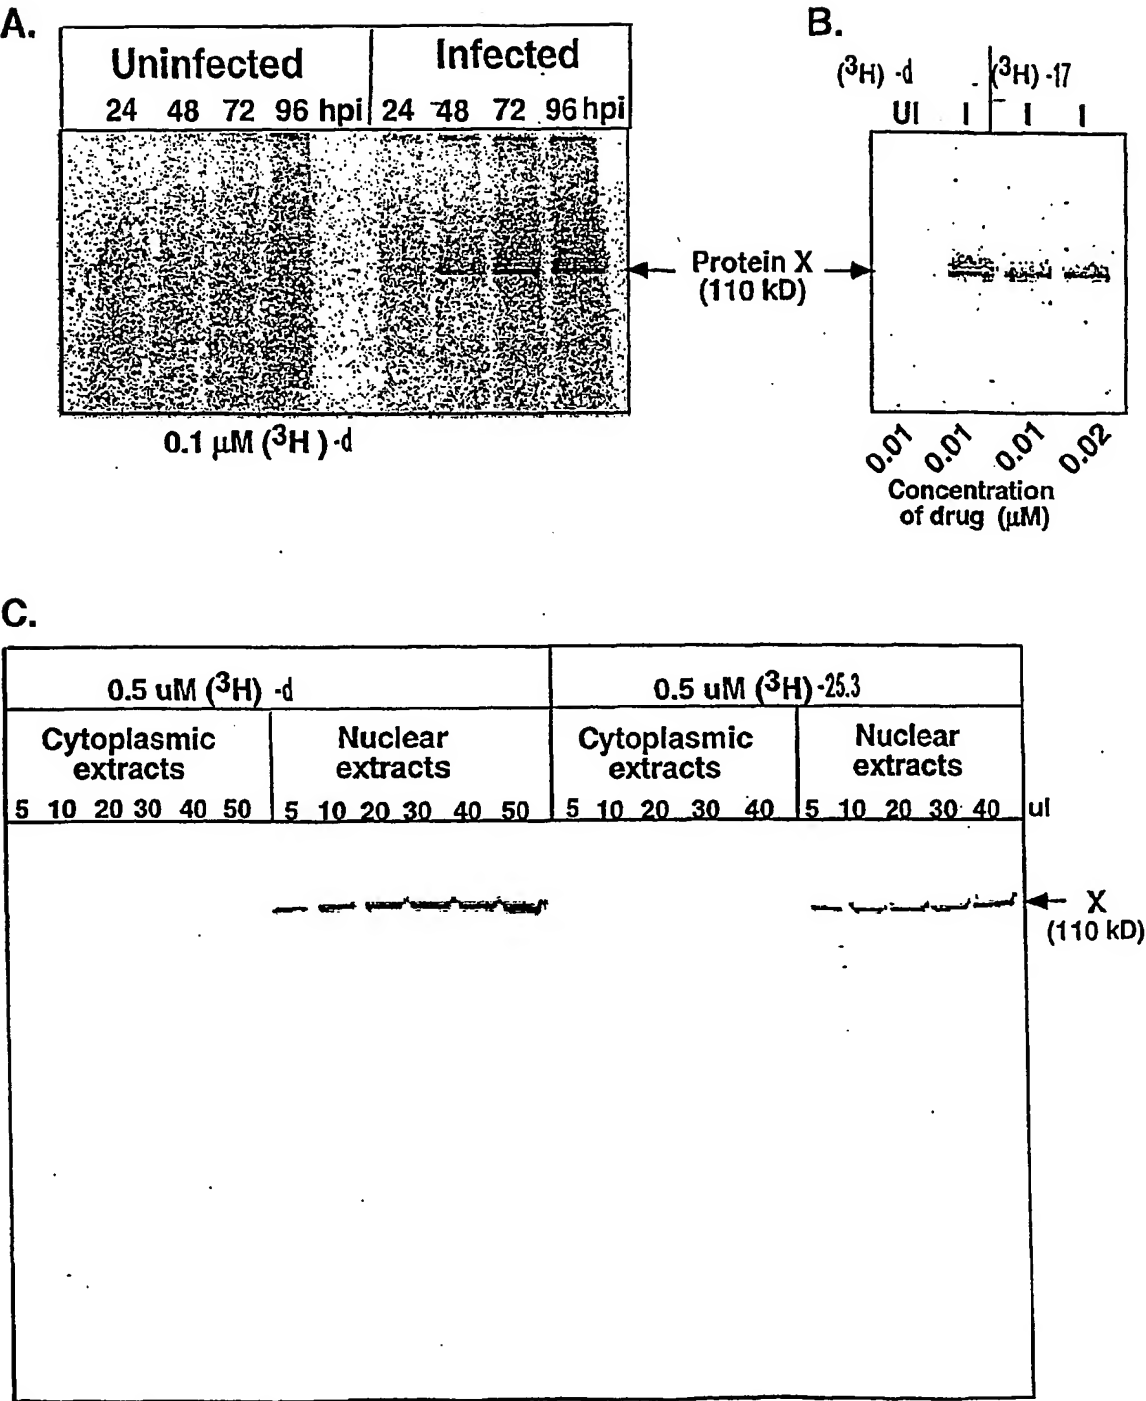 A.
Uninfected
Infected
24 48 72 96 hpi 24 48 72 96 hpi
Protein X
(110 kD)
0.1 μM (3H) -d
B.
(3H) -d (3H) -17
UI I I I
0.01 0.01 0.01 0.02
Concentration
of drug (μM)
C.
0.5 uM (3H) -d 0.5 uM (3H) -25.3
Cytoplasmic Nuclear Cytoplasmic Nuclear
extracts extracts extracts extracts
5 10 20 30 40 50 5 10 20 30 40 50 5 10 20 30 40 5 10 20 30 40 ul
X
(110 kD)